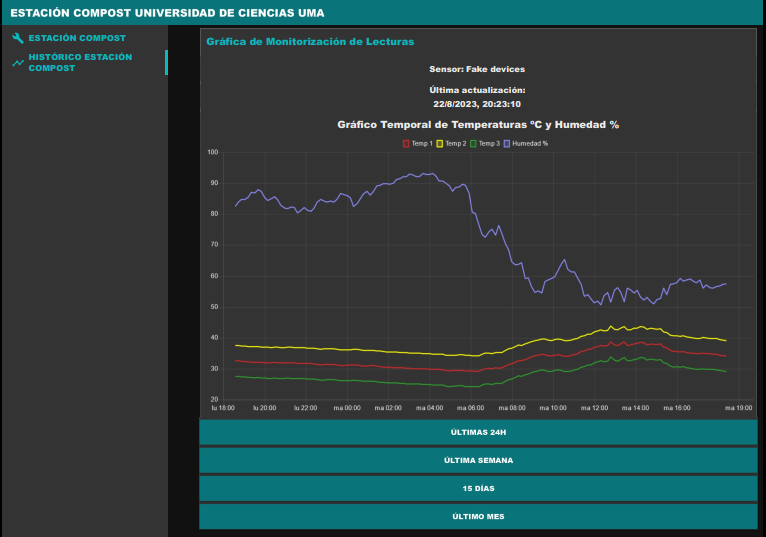 ESTACIÓN COMPOST UNIVERSIDAD DE CIENCIAS UMA
ESTACIÓN COMPOST
HISTÓRICO ESTACIÓN
COMPOST
Gráfica de Monitorización de Lecturas
Sensor: Fake devices
Última actualización:
22/8/2023, 20:23:10
Gráfico Temporal de Temperaturas ºC y Humedad %
Temp 1 Temp 2 Temp 3 Humedad %
100
90
80
70
60
50
40
30
20
lu 18:00 lu 20:00 lu 22:00 ma 00:00 ma 02:00 ma 04:00 ma 06:00 ma 08:00 ma 10:00 ma 12:00 ma 14:00 ma 16:00 ma 19:00
ÚLTIMAS 24H
ÚLTIMA SEMANA
15 DÍAS
ÚLTIMO MES